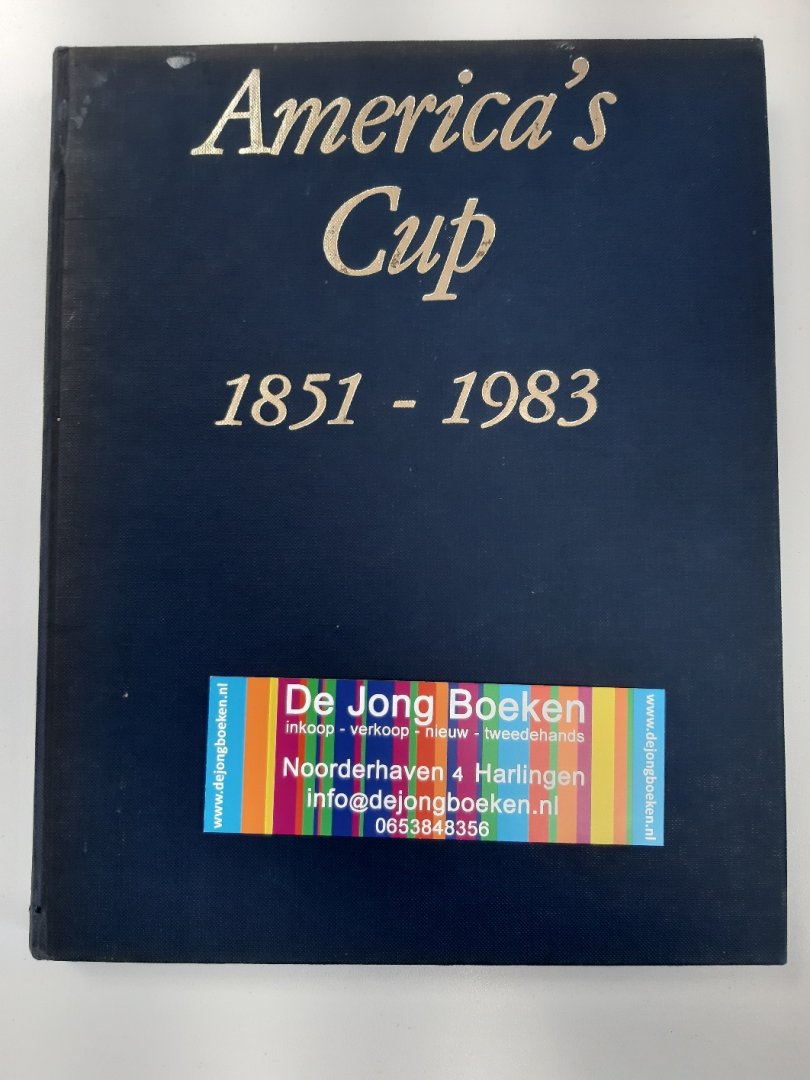 America's
Cup
1851 - 1983
www.dejongboeken.nl
De Jong Boeken
inkoop - verkoop - nieuw - tweedehands
Noorderhaven 4 Harlingen
info@dejongboeken.nl
0653848356
www.dejongboeken.nl